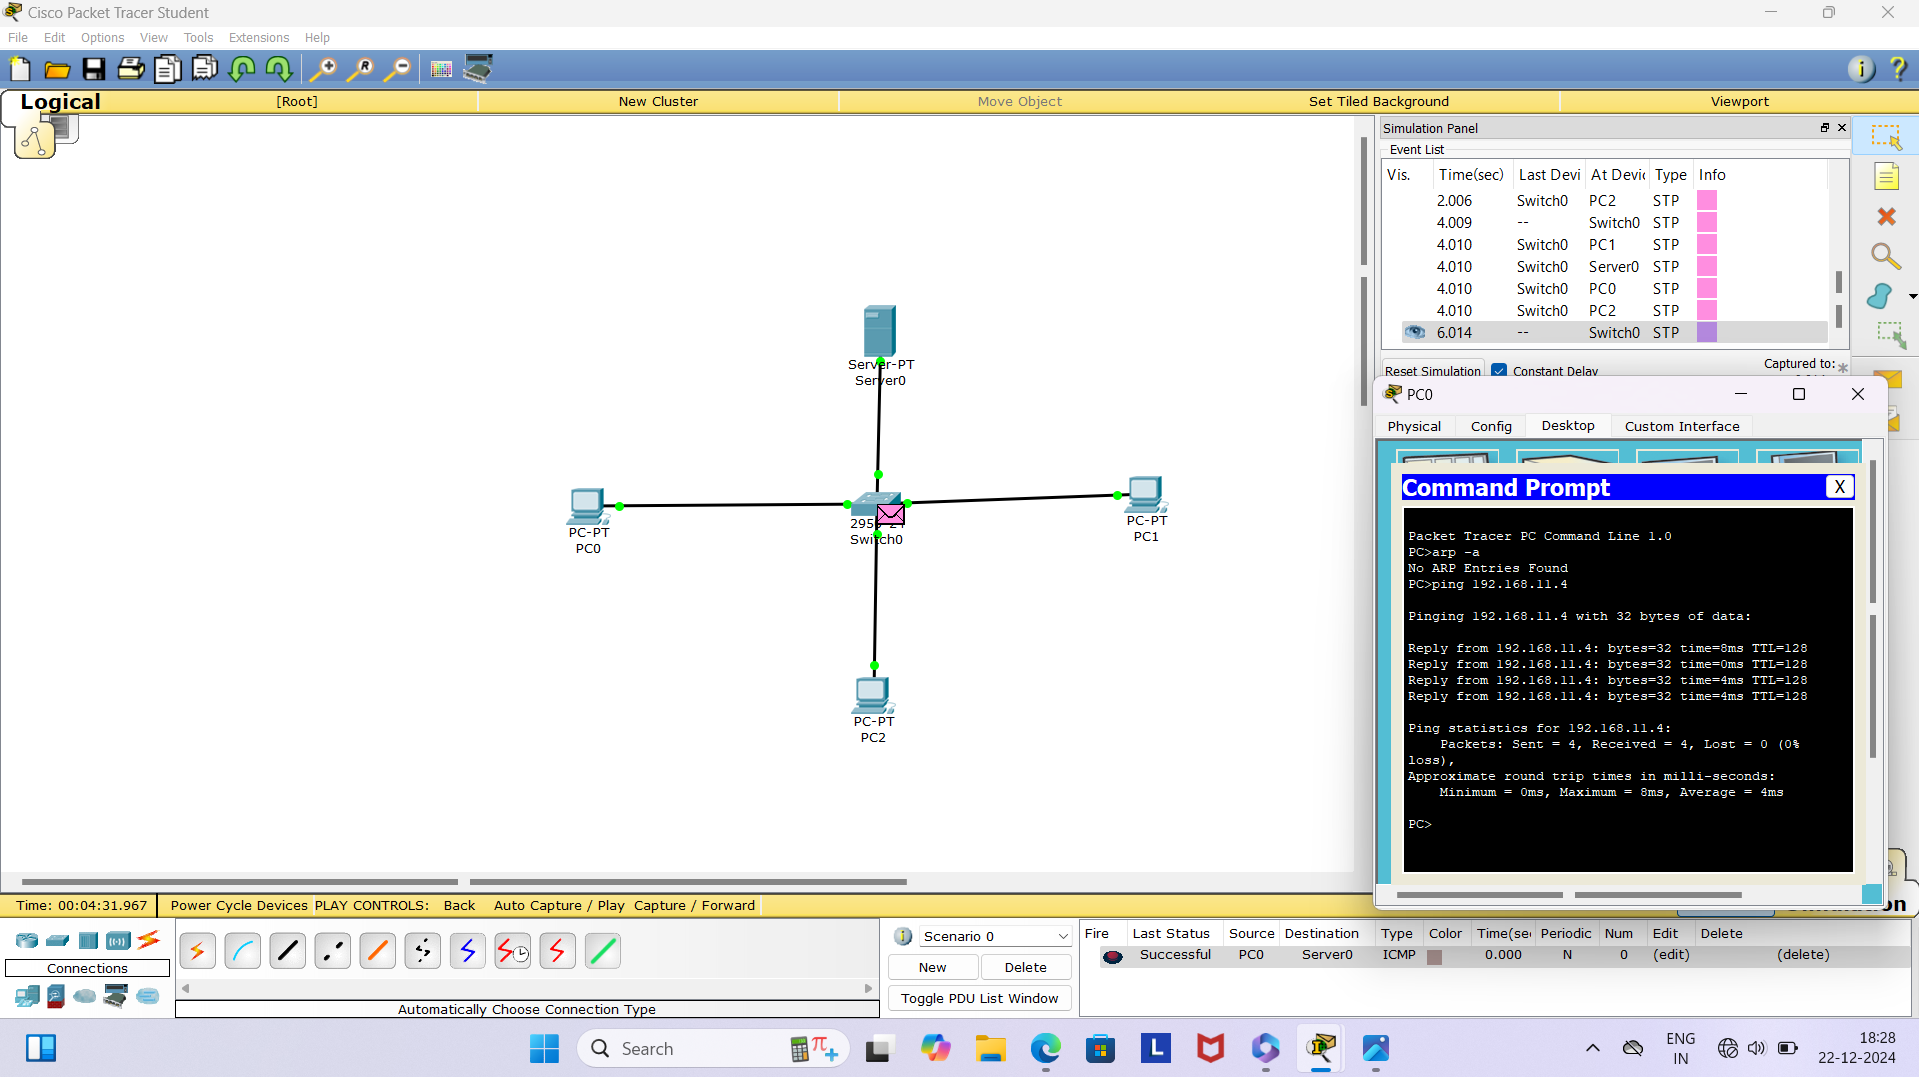 Cisco Packet Tracer Student
File Edit Options View Tools Extensions Help
Logical [Root] New Cluster Move Object Set Tiled Background Viewport
Simulation Panel
Event List
Vis. Time(sec) Last Devi At Devic Type Info
2.006 Switch0 PC2 STP
4.009 -- Switch0 STP
4.010 Switch0 PC1 STP
4.010 Switch0 Server0 STP
4.010 Switch0 PC0 STP
4.010 Switch0 PC2 STP
6.014 -- Switch0 STP
Reset Simulation Constant Delay Captured to:
Server-PT
Server0
PC-PT
PC0
Switch0
PC-PT
PC1
PC-PT
PC2
PC0
Physical Config Desktop Custom Interface
Command Prompt X
Packet Tracer PC Command Line 1.0
PC>arp -a
No ARP Entries Found
PC>ping 192.168.11.4
Pinging 192.168.11.4 with 32 bytes of data:
Reply from 192.168.11.4: bytes=32 time=8ms TTL=128
Reply from 192.168.11.4: bytes=32 time=0ms TTL=128
Reply from 192.168.11.4: bytes=32 time=4ms TTL=128
Reply from 192.168.11.4: bytes=32 time=4ms TTL=128
Ping statistics for 192.168.11.4:
Packets: Sent = 4, Received = 4, Lost = 0 (0%
loss),
Approximate round trip times in milli-seconds:
Minimum = 0ms, Maximum = 8ms, Average = 4ms
PC>
Time: 00:04:31.967 Power Cycle Devices PLAY CONTROLS: Back Auto Capture / Play Capture / Forward
Connections
Automatically Choose Connection Type
Scenario 0
New Delete
Toggle PDU List Window
Fire Last Status Source Destination Type Color Time(sec Periodic Num Edit Delete
Successful PC0 Server0 ICMP 0.000 N 0 (edit) (delete)
Search
ENG
IN
18:28
22-12-2024